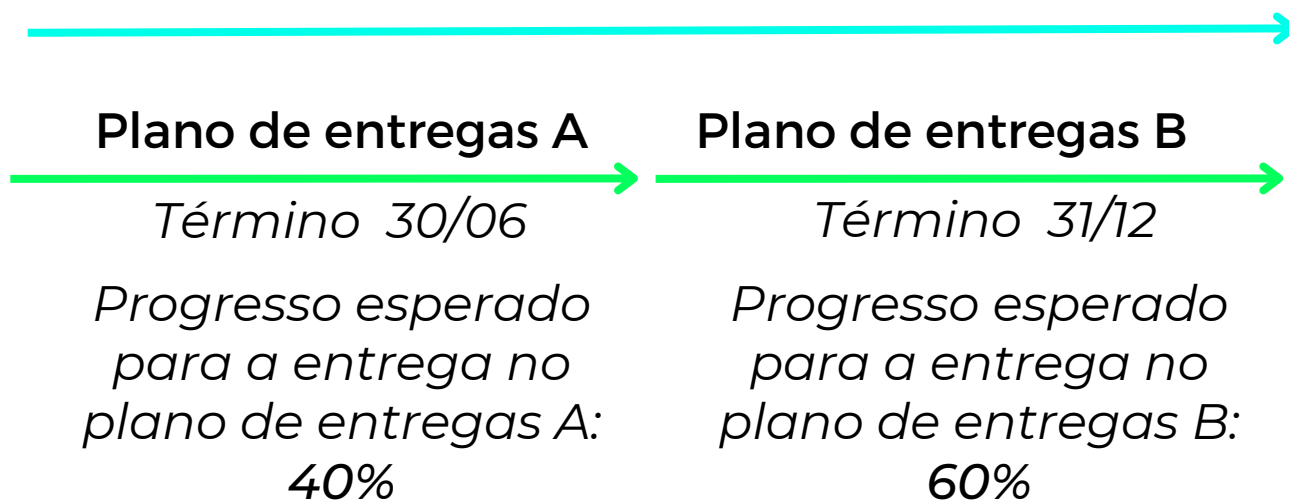 Plano de entregas A
Plano de entregas B
Término 30/06
Término 31/12
Progresso esperado
para a entrega no
plano de entregas A:
40%
Progresso esperado
para a entrega no
plano de entregas B:
60%